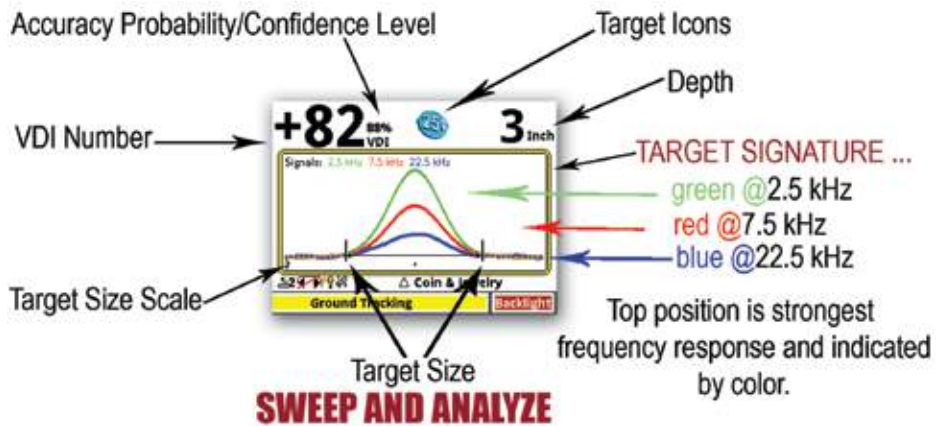 Accuracy Probability/Confidence Level
Target Icons
Depth
VDI Number
+82 88% VDI
25¢
3 Inch
Signals: 2.5 kHz 7.5 kHz 22.5 kHz
TARGET SIGNATURE ...
green @2.5 kHz
red @7.5 kHz
blue @22.5 kHz
Target Size Scale
Coin & Jewelry
Ground Tracking
Backlight
Target Size
Top position is strongest
frequency response and indicated
by color.
SWEEP AND ANALYZE